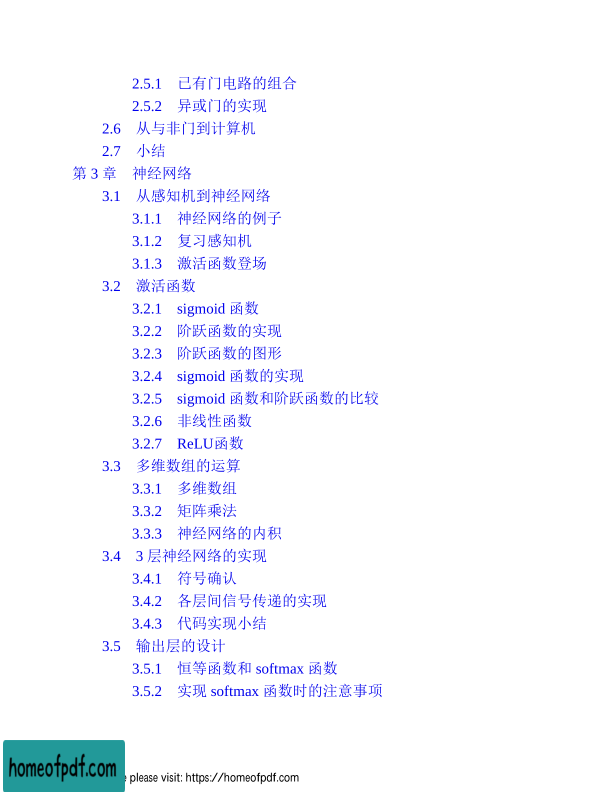 2.5.1 已有门电路的组合
2.5.2 异或门的实现
2.6 从与非门到计算机
2.7 小结
第 3 章 神经网络
3.1 从感知机到神经网络
3.1.1 神经网络的例子
3.1.2 复习感知机
3.1.3 激活函数登场
3.2 激活函数
3.2.1 sigmoid 函数
3.2.2 阶跃函数的实现
3.2.3 阶跃函数的图形
3.2.4 sigmoid 函数的实现
3.2.5 sigmoid 函数和阶跃函数的比较
3.2.6 非线性函数
3.2.7 ReLU函数
3.3 多维数组的运算
3.3.1 多维数组
3.3.2 矩阵乘法
3.3.3 神经网络的内积
3.4 3 层神经网络的实现
3.4.1 符号确认
3.4.2 各层间信号传递的实现
3.4.3 代码实现小结
3.5 输出层的设计
3.5.1 恒等函数和 softmax 函数
3.5.2 实现 softmax 函数时的注意事项
homeofpdf.com
please visit: https://homeofpdf.com